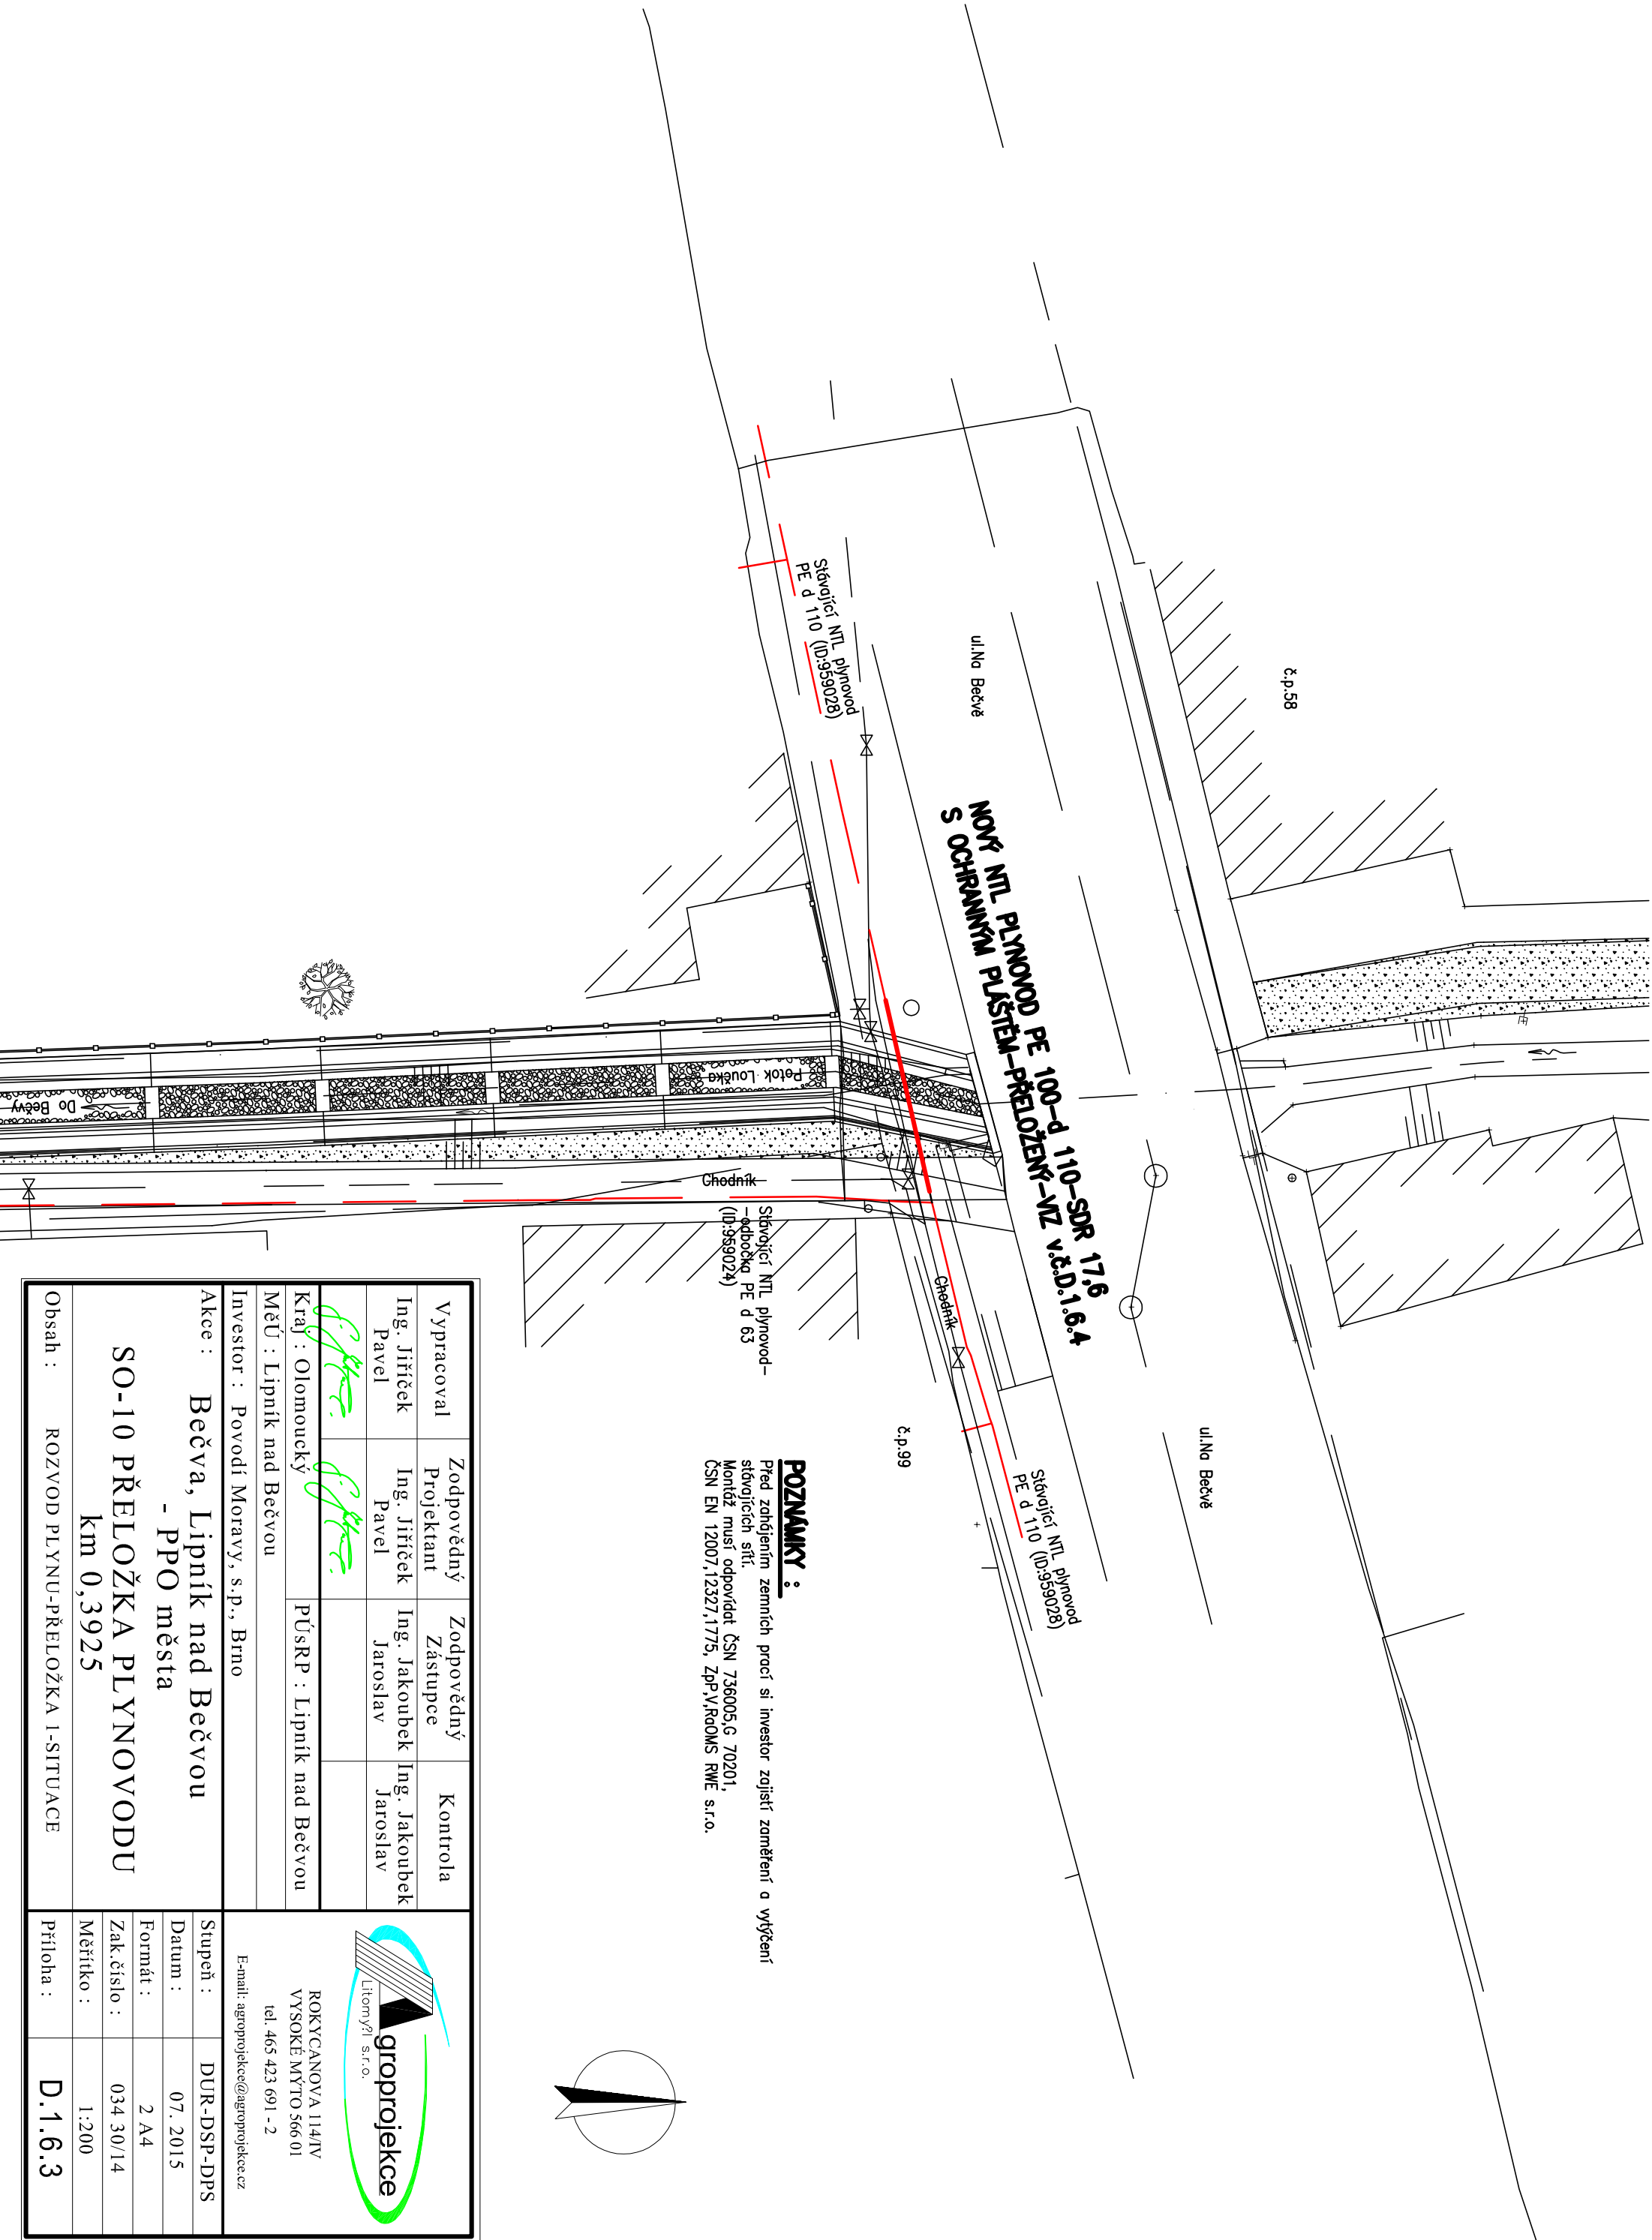 č.p.58
ul.Na Bečvě
Stávající NTL plynovod
PE d 110 (ID:959028)
NOVÝ NTL PLYNOVOD PE 100-d 110-SDR 17,6
S OCHRANNÝM PLÁŠTĚM-PŘELOŽENÝ-VIZ v.č.D.1.6.4
Potok Loučka
Do Bečvy
Chodník
Stávající NTL plynovod-
-odbočka PE d 63
(ID:959024)
Chodník
č.p.99
ul.Na Bečvě
Stávající NTL plynovod
PE d 110 (ID:959028)
POZNÁMKY :
Před zahájením zemních prací si investor zajistí zaměření a vytýčení
stávajících sítí.
Montáž musí odpovídat ČSN 736005,G 70201,
ČSN EN 12007,12327,1775, ZpP,V,RaOMS RWE s.r.o.
Vypracoval
Zodpovědný
Projektant
Zodpovědný
Zástupce
Kontrola
Ing. Jiříček
Pavel
Ing. Jiříček
Pavel
Ing. Jakoubek
Jaroslav
Ing. Jakoubek
Jaroslav
Kraj : Olomoucký
PÚsRP : Lipník nad Bečvou
MěÚ : Lipník nad Bečvou
Investor : Povodí Moravy, s.p., Brno
Akce : Bečva, Lipník nad Bečvou
- PPO města
SO-10 PŘELOŽKA PLYNOVODU
km 0,3925
Obsah : ROZVOD PLYNU-PŘELOŽKA 1-SITUACE
groprojekce
Litomy?l s.r.o.
ROKYCANOVA 114/IV
VYSOKÉ MÝTO 566 01
tel. 465 423 691 - 2
E-mail: agroprojekce@agroprojekce.cz
Stupeň : DUR-DSP-DPS
Datum : 07. 2015
Formát : 2 A4
Zak.číslo : 034 30/14
Měřítko : 1:200
Příloha : D.1.6.3